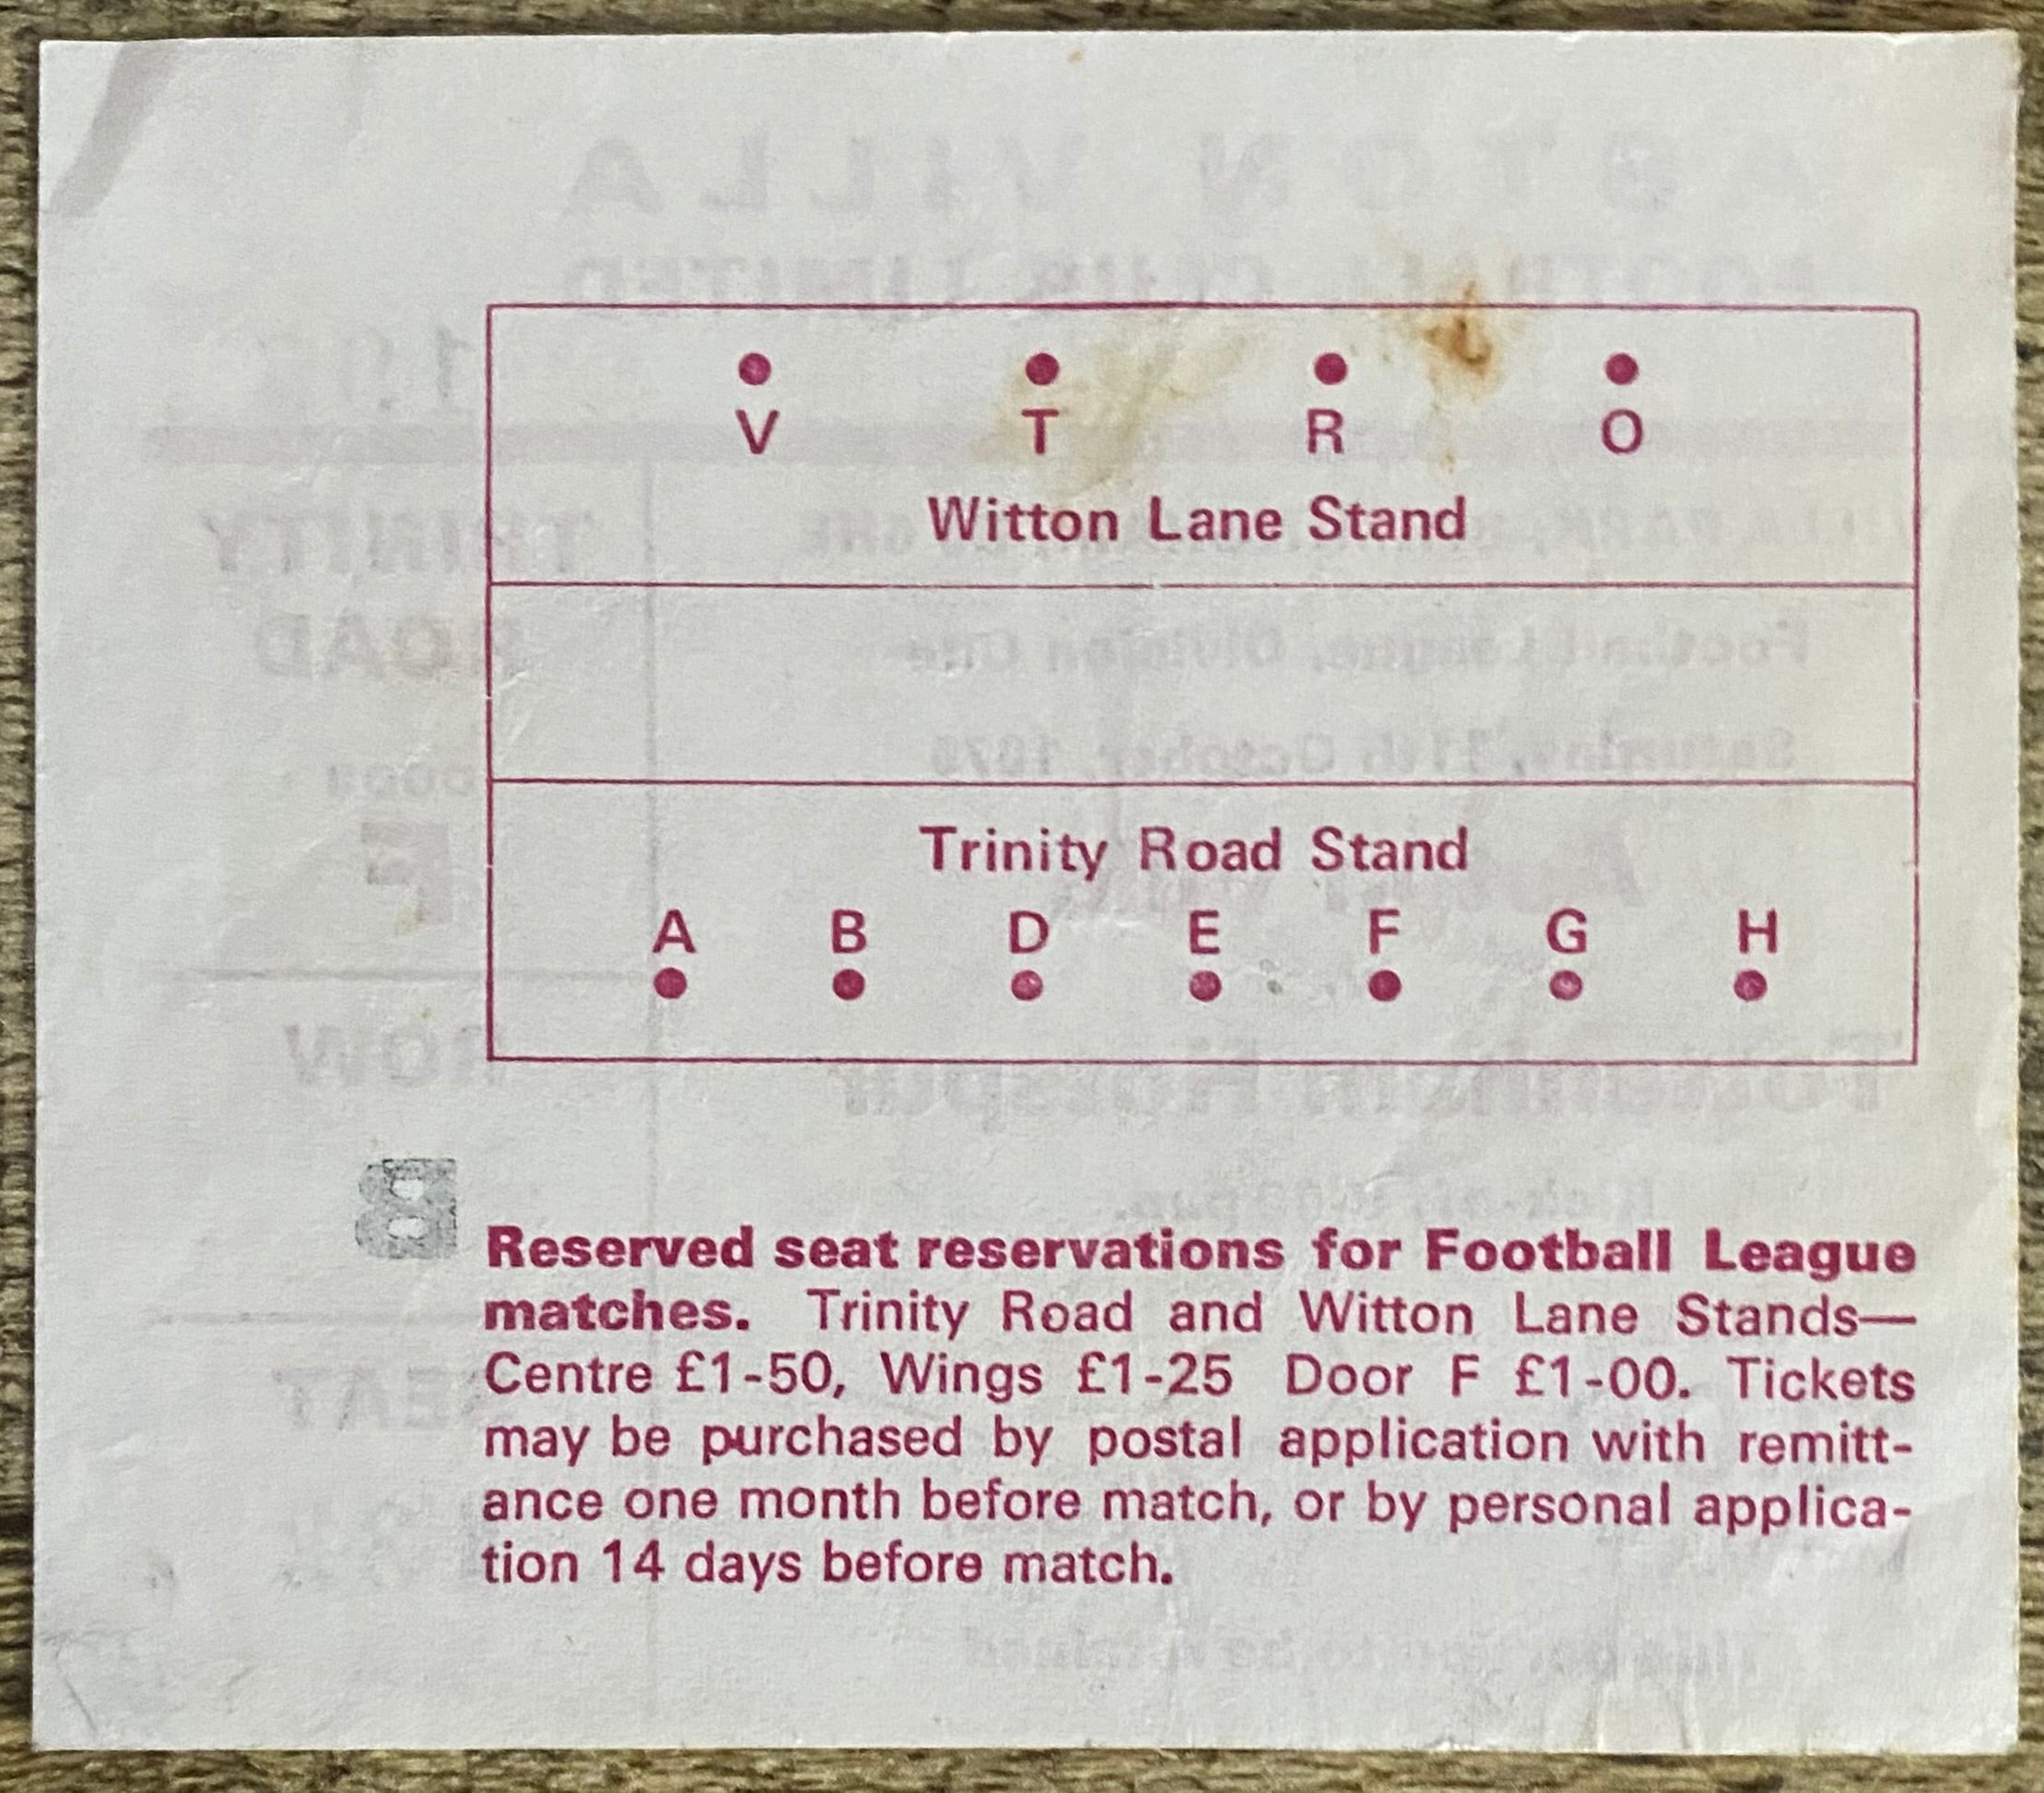 V T R O
Witton Lane Stand
Trinity Road Stand
A B D E F G H
Reserved seat reservations for Football League
matches. Trinity Road and Witton Lane Stands—
Centre £1-50, Wings £1-25 Door F £1-00. Tickets
may be purchased by postal application with remitt-
ance one month before match, or by personal applica-
tion 14 days before match.